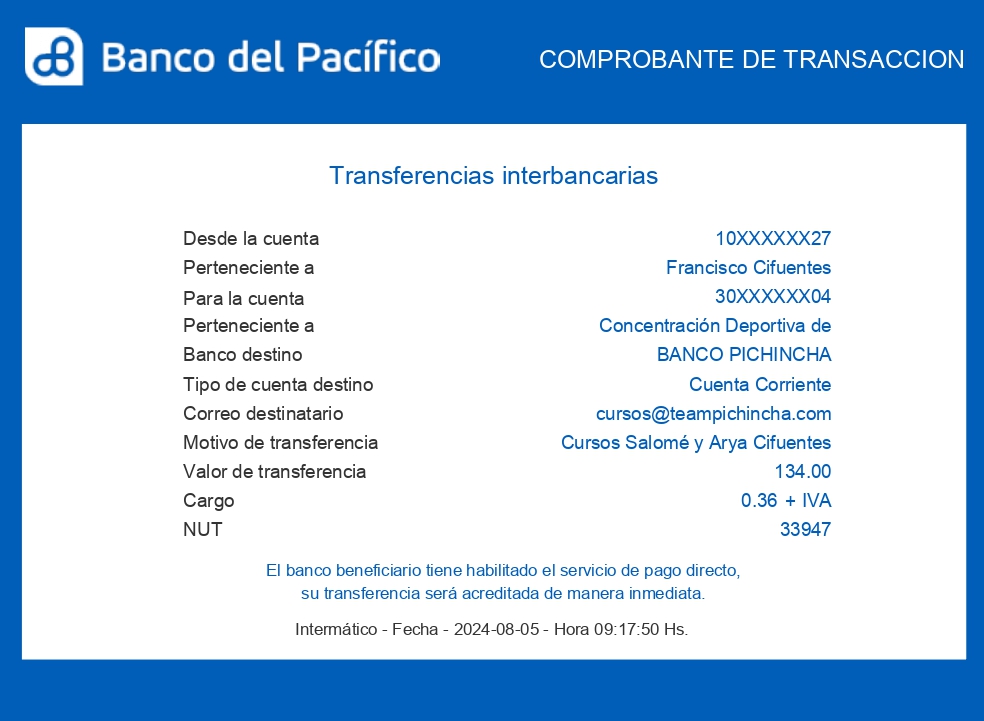 Banco del Pacífico
COMPROBANTE DE TRANSACCION
Transferencias interbancarias
Desde la cuenta 10XXXXXX27
Perteneciente a Francisco Cifuentes
Para la cuenta 30XXXXXX04
Perteneciente a Concentración Deportiva de
Banco destino BANCO PICHINCHA
Tipo de cuenta destino Cuenta Corriente
Correo destinatario cursos@teampichincha.com
Motivo de transferencia Cursos Salomé y Arya Cifuentes
Valor de transferencia 134.00
Cargo 0.36 + IVA
NUT 33947
El banco beneficiario tiene habilitado el servicio de pago directo,
su transferencia será acreditada de manera inmediata.
Intermático - Fecha - 2024-08-05 - Hora 09:17:50 Hs.